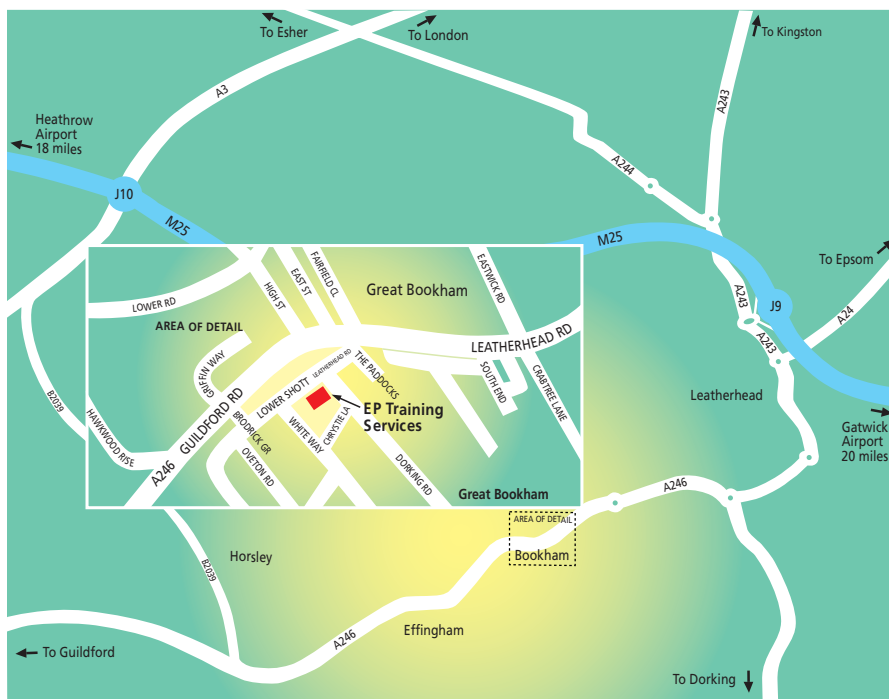 To Esher
To London
To Kingston
A3
A243
Heathrow
Airport
18 miles
A244
J10
M25
M25
To Epsom
J9
A243
A24
A243
Leatherhead
Gatwick
Airport
20 miles
FAIRFIELD CL
EAST ST
HIGH ST
EASTWICK RD
Great Bookham
LOWER RD
AREA OF DETAIL
LEATHERHEAD RD
GRIFFIN WAY
LEATHERHEAD RD
THE PADDOCKS
LOWER SHOTT
SOUTH END
CRABTREE LANE
A246
GUILDFORD RD
EP Training
Services
BRODRICK GR
WHITE WAY
CHRYSTIE LA
HAWKWOOD RISE
OVETON RD
DORKING RD
Great Bookham
B2039
A246
AREA OF DETAIL
Bookham
Horsley
B2039
A246
Effingham
To Guildford
To Dorking